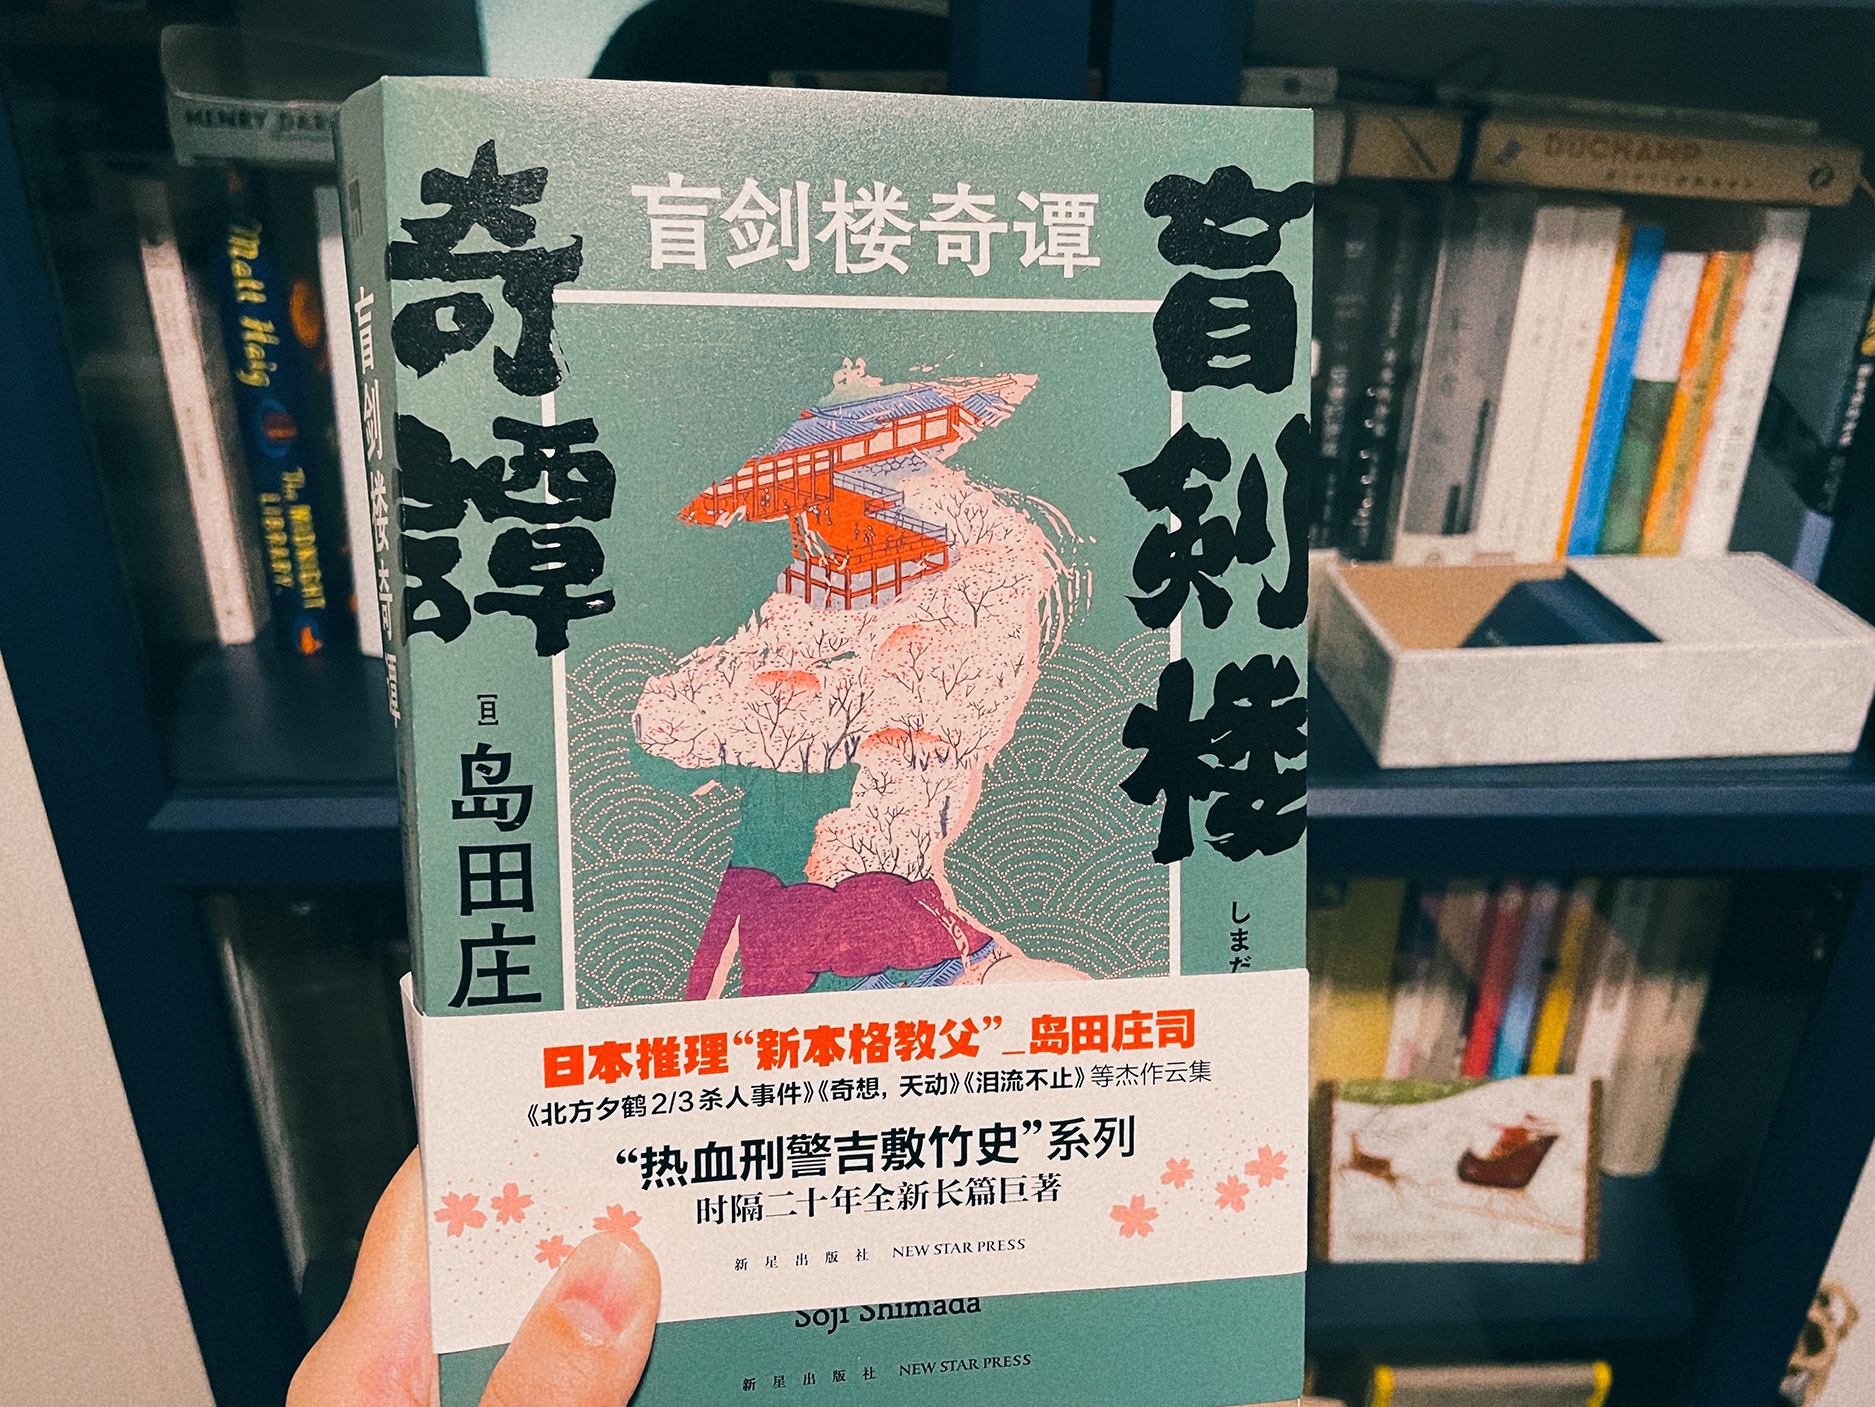 盲剑楼奇谭
盲剣楼
奇譚
[日]
岛田庄
しまだ
盲剑楼奇谭
日本推理“新本格教父”_岛田庄司
《北方夕鹤2/3杀人事件》《奇想，天动》《泪流不止》等杰作云集
“热血刑警吉敷竹史”系列
时隔二十年全新长篇巨著
新星出版社 NEW STAR PRESS
Soji Shimada
新星出版社 NEW STAR PRESS
HENRY DAR
Matt Haig
The MIDNIGHT LIBRARY
DUCHAMP